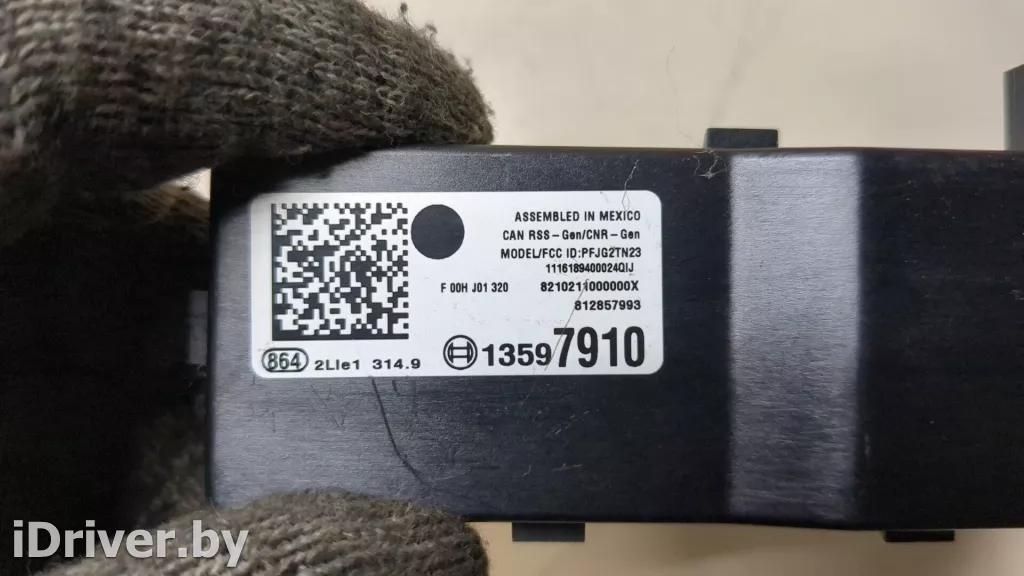 ASSEMBLED IN MEXICO
CAN RSS-Gen/CNR-Gen
MODEL/FCC ID:PFJG2TN23
1116189400024QIJ
F 00H J01 320 8210211000000X
812857993
864 2LIe1 314.9 13597910
iDriver.by